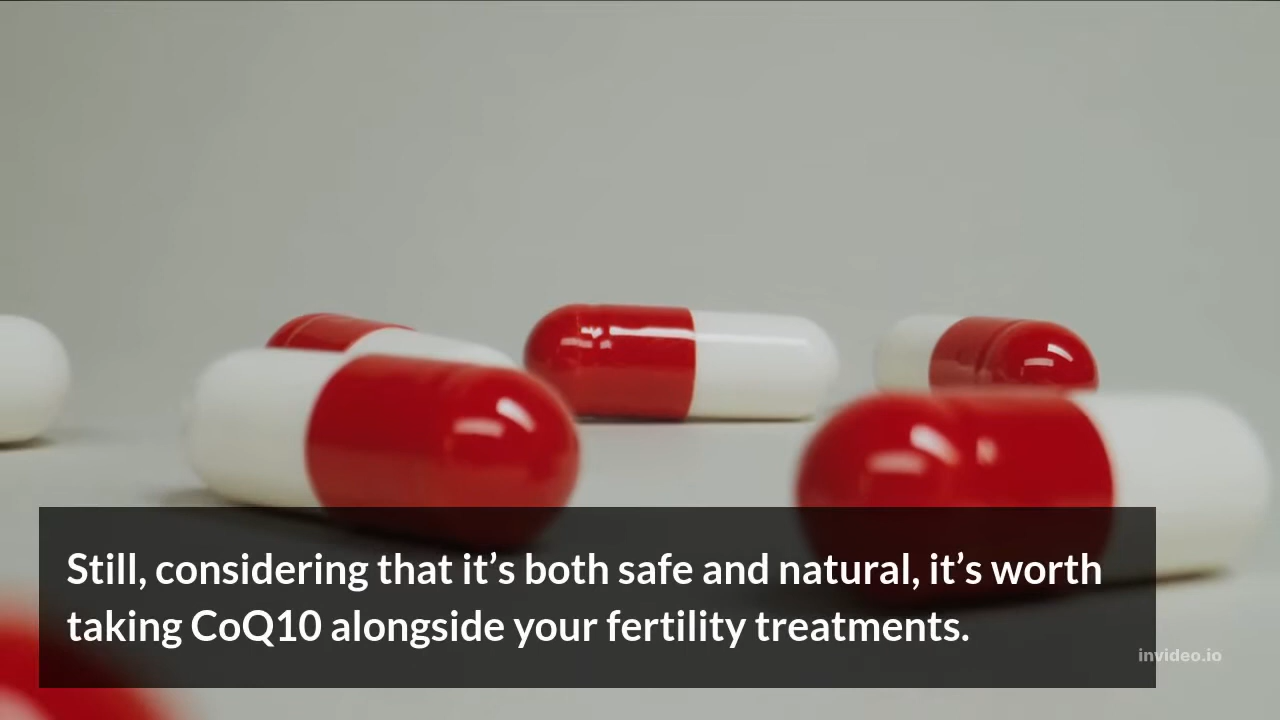 Still, considering that it’s both safe and natural, it’s worth
taking CoQ10 alongside your fertility treatments.
invideo.io